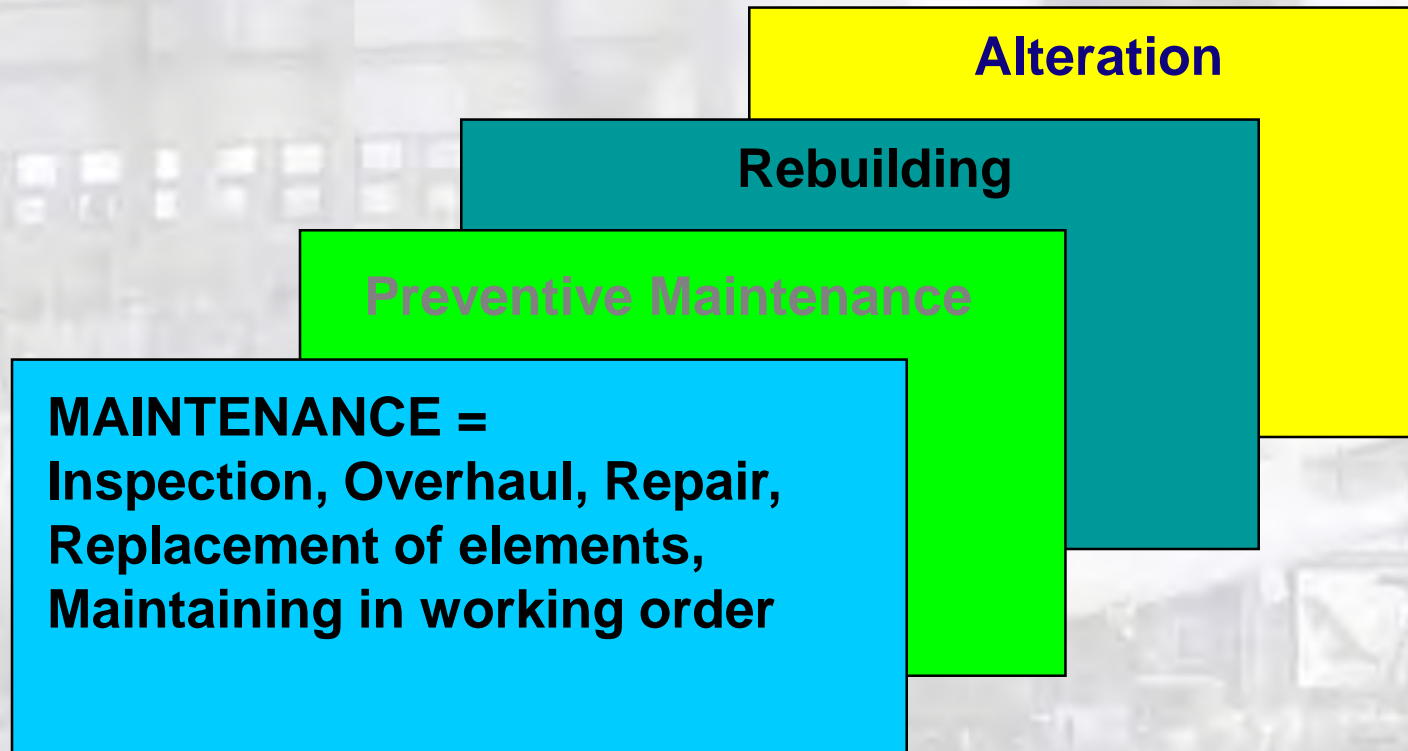 Alteration
Rebuilding
Preventive Maintenance
MAINTENANCE =
Inspection, Overhaul, Repair,
Replacement of elements,
Maintaining in working order